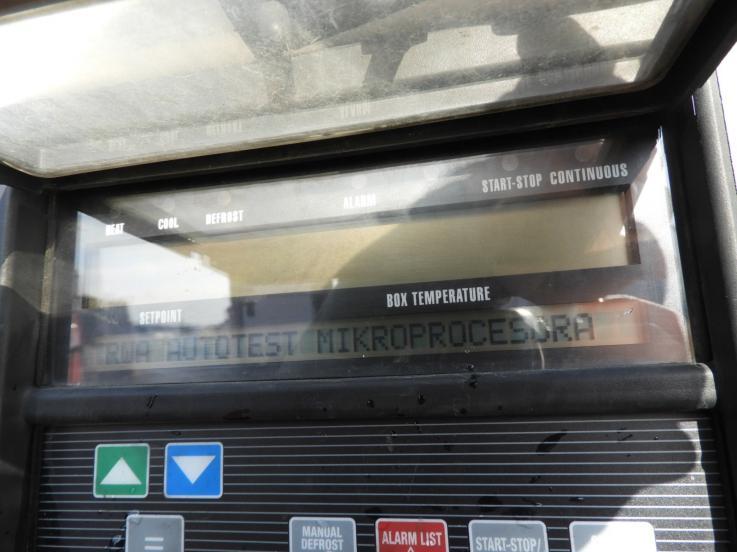 START-STOP CONTINUOUS
HEAT COOL DEFROST ALARM
SETPOINT BOX TEMPERATURE
RWA AUTOTEST MIKROPROCESORA
=
MANUAL DEFROST
ALARM LIST
START-STOP/